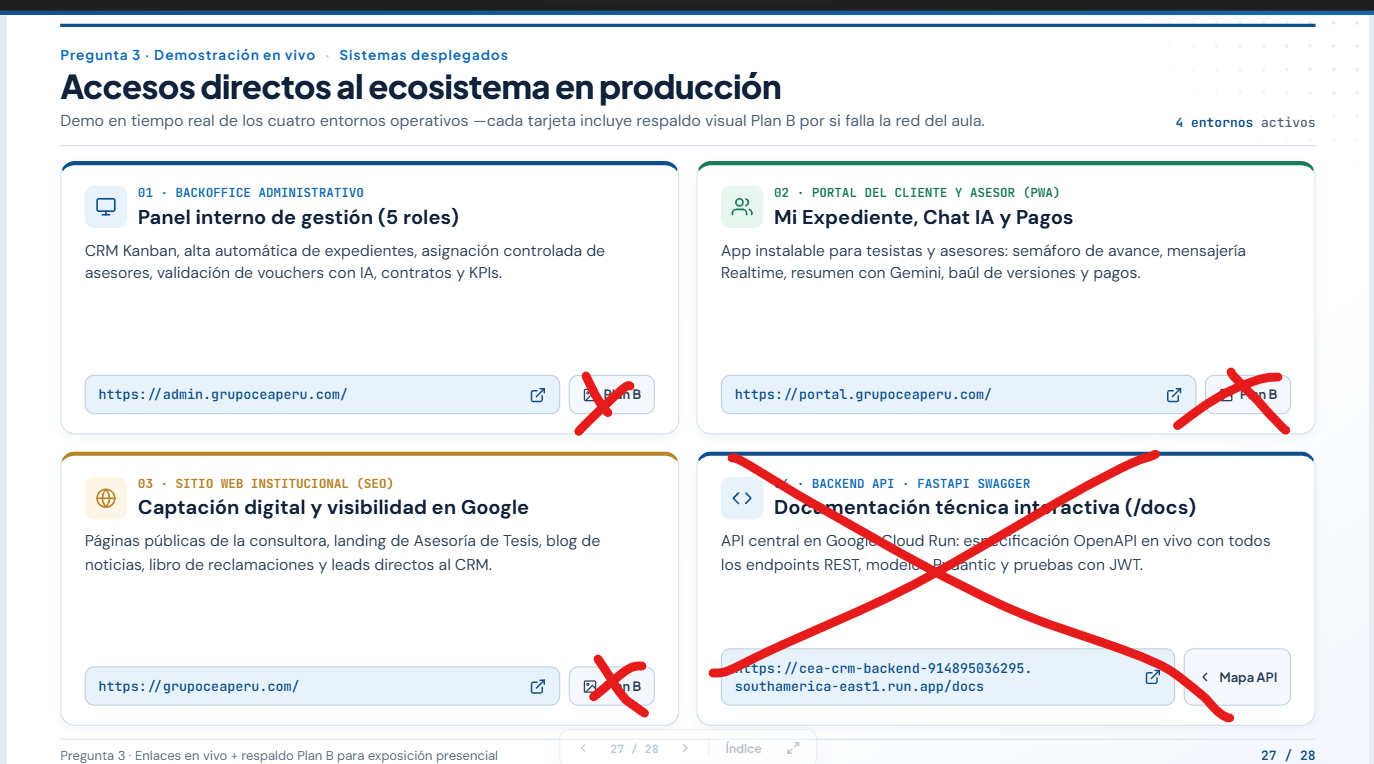 Pregunta 3 · Demostración en vivo · Sistemas desplegados
Accesos directos al ecosistema en producción
Demo en tiempo real de los cuatro entornos operativos —cada tarjeta incluye respaldo visual Plan B por si falla la red del aula.
4 entornos activos
01 · BACKOFFICE ADMINISTRATIVO
Panel interno de gestión (5 roles)
CRM Kanban, alta automática de expedientes, asignación controlada de
asesores, validación de vouchers con IA, contratos y KPIs.
https://admin.grupoceaperu.com/
Plan B
02 · PORTAL DEL CLIENTE Y ASESOR (PWA)
Mi Expediente, Chat IA y Pagos
App instalable para tesistas y asesores: semáforo de avance, mensajería
Realtime, resumen con Gemini, baúl de versiones y pagos.
https://portal.grupoceaperu.com/
Plan B
03 · SITIO WEB INSTITUCIONAL (SEO)
Captación digital y visibilidad en Google
Páginas públicas de la consultora, landing de Asesoría de Tesis, blog de
noticias, libro de reclamaciones y leads directos al CRM.
https://grupoceaperu.com/
Plan B
04 · BACKEND API · FASTAPI SWAGGER
Documentación técnica interactiva (/docs)
API central en Google Cloud Run: especificación OpenAPI en vivo con todos
los endpoints REST, modelos Pydantic y pruebas con JWT.
https://cea-crm-backend-914895036295.
southamerica-east1.run.app/docs
Mapa API
Pregunta 3 · Enlaces en vivo + respaldo Plan B para exposición presencial
27 / 28
Índice
27 / 28